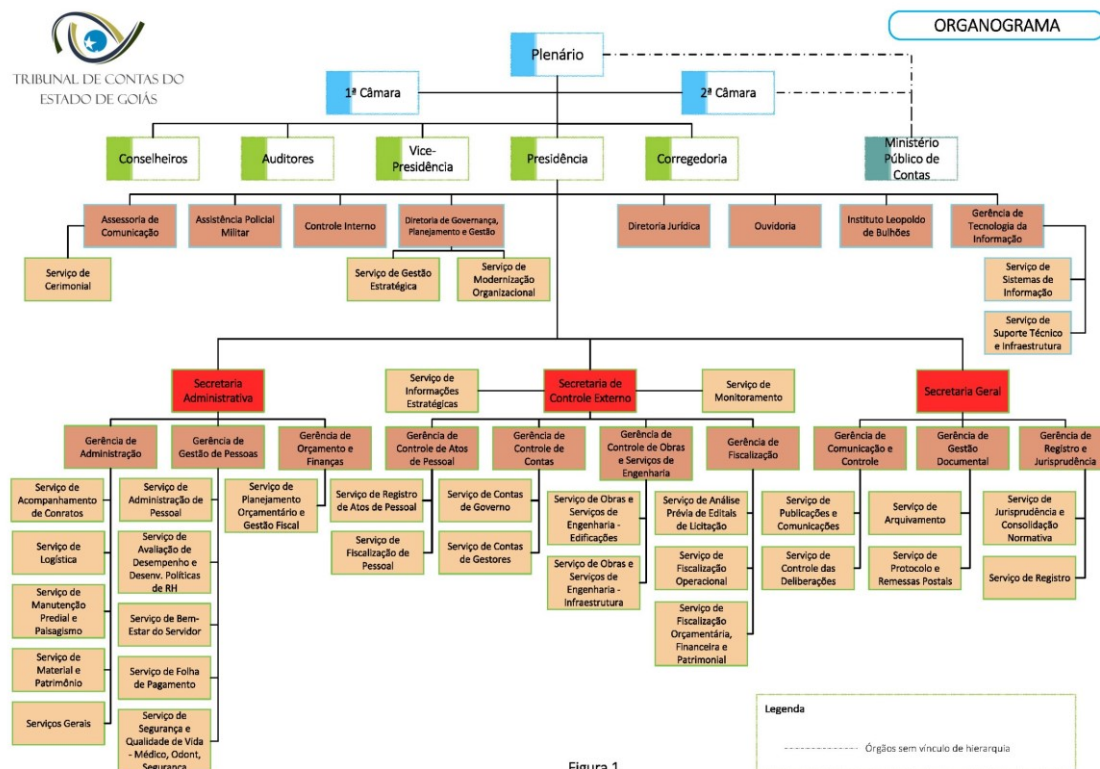 ORGANOGRAMA
TRIBUNAL DE CONTAS DO
ESTADO DE GOIÁS
Plenário
1ª Câmara
2ª Câmara
Conselheiros
Auditores
Vice-
Presidência
Presidência
Corregedoria
Ministério
Público de
Contas
Assessoria de
Comunicação
Assistência Policial
Militar
Controle Interno
Diretoria de Governança,
Planejamento e Gestão
Diretoria Jurídica
Ouvidoria
Instituto Leopoldo
de Bulhões
Gerência de
Tecnologia da
Informação
Serviço de
Cerimonial
Serviço de Gestão
Estratégica
Serviço de
Modernização
Organizacional
Serviço de
Sistemas de
Informação
Serviço de
Suporte Técnico
e Infraestrutura
Secretaria
Administrativa
Serviço de
Informações
Estratégicas
Secretaria de
Controle Externo
Serviço de
Monitoramento
Secretaria Geral
Gerência de
Administração
Gerência de
Gestão de Pessoas
Gerência de
Orçamento e
Finanças
Gerência de
Controle de Atos
de Pessoal
Gerência de
Controle de
Contas
Gerência de
Controle de Obras
e Serviços de
Engenharia
Gerência de
Fiscalização
Gerência de
Comunicação e
Controle
Gerência de
Gestão
Documental
Gerência de
Registro e
Jurisprudência
Serviço de
Acompanhamento
de Conratos
Serviço de
Logística
Serviço de
Manutenção
Predial e
Paisagismo
Serviço de
Material e
Patrimônio
Serviços Gerais
Serviço de
Administração de
Pessoal
Serviço de
Avaliação de
Desempenho e
Desenv. Políticas
de RH
Serviço de Bem-
Estar do Servidor
Serviço de Folha
de Pagamento
Serviço de
Segurança e
Qualidade de Vida
- Médico, Odont,
Segurança
Serviço de
Planejamento
Orçamentário e
Gestão Fiscal
Serviço de Registro
de Atos de Pessoal
Serviço de
Fiscalização de
Pessoal
Serviço de Contas
de Governo
Serviço de Contas
de Gestores
Serviço de Obras e
Serviços de
Engenharia -
Edificações
Serviço de Obras e
Serviços de
Engenharia -
Infraestrutura
Serviço de Análise
Prévia de Editais
de Licitação
Serviço de
Fiscalização
Operacional
Serviço de
Fiscalização
Orçamentária,
Financeira e
Patrimonial
Serviço de
Publicações e
Comunicações
Serviço de
Controle das
Deliberações
Serviço de
Arquivamento
Serviço de
Protocolo e
Remessas Postais
Serviço de
Jurisprudência e
Consolidação
Normativa
Serviço de Registro
Legenda
Órgãos sem vínculo de hierarquia
Figura 1